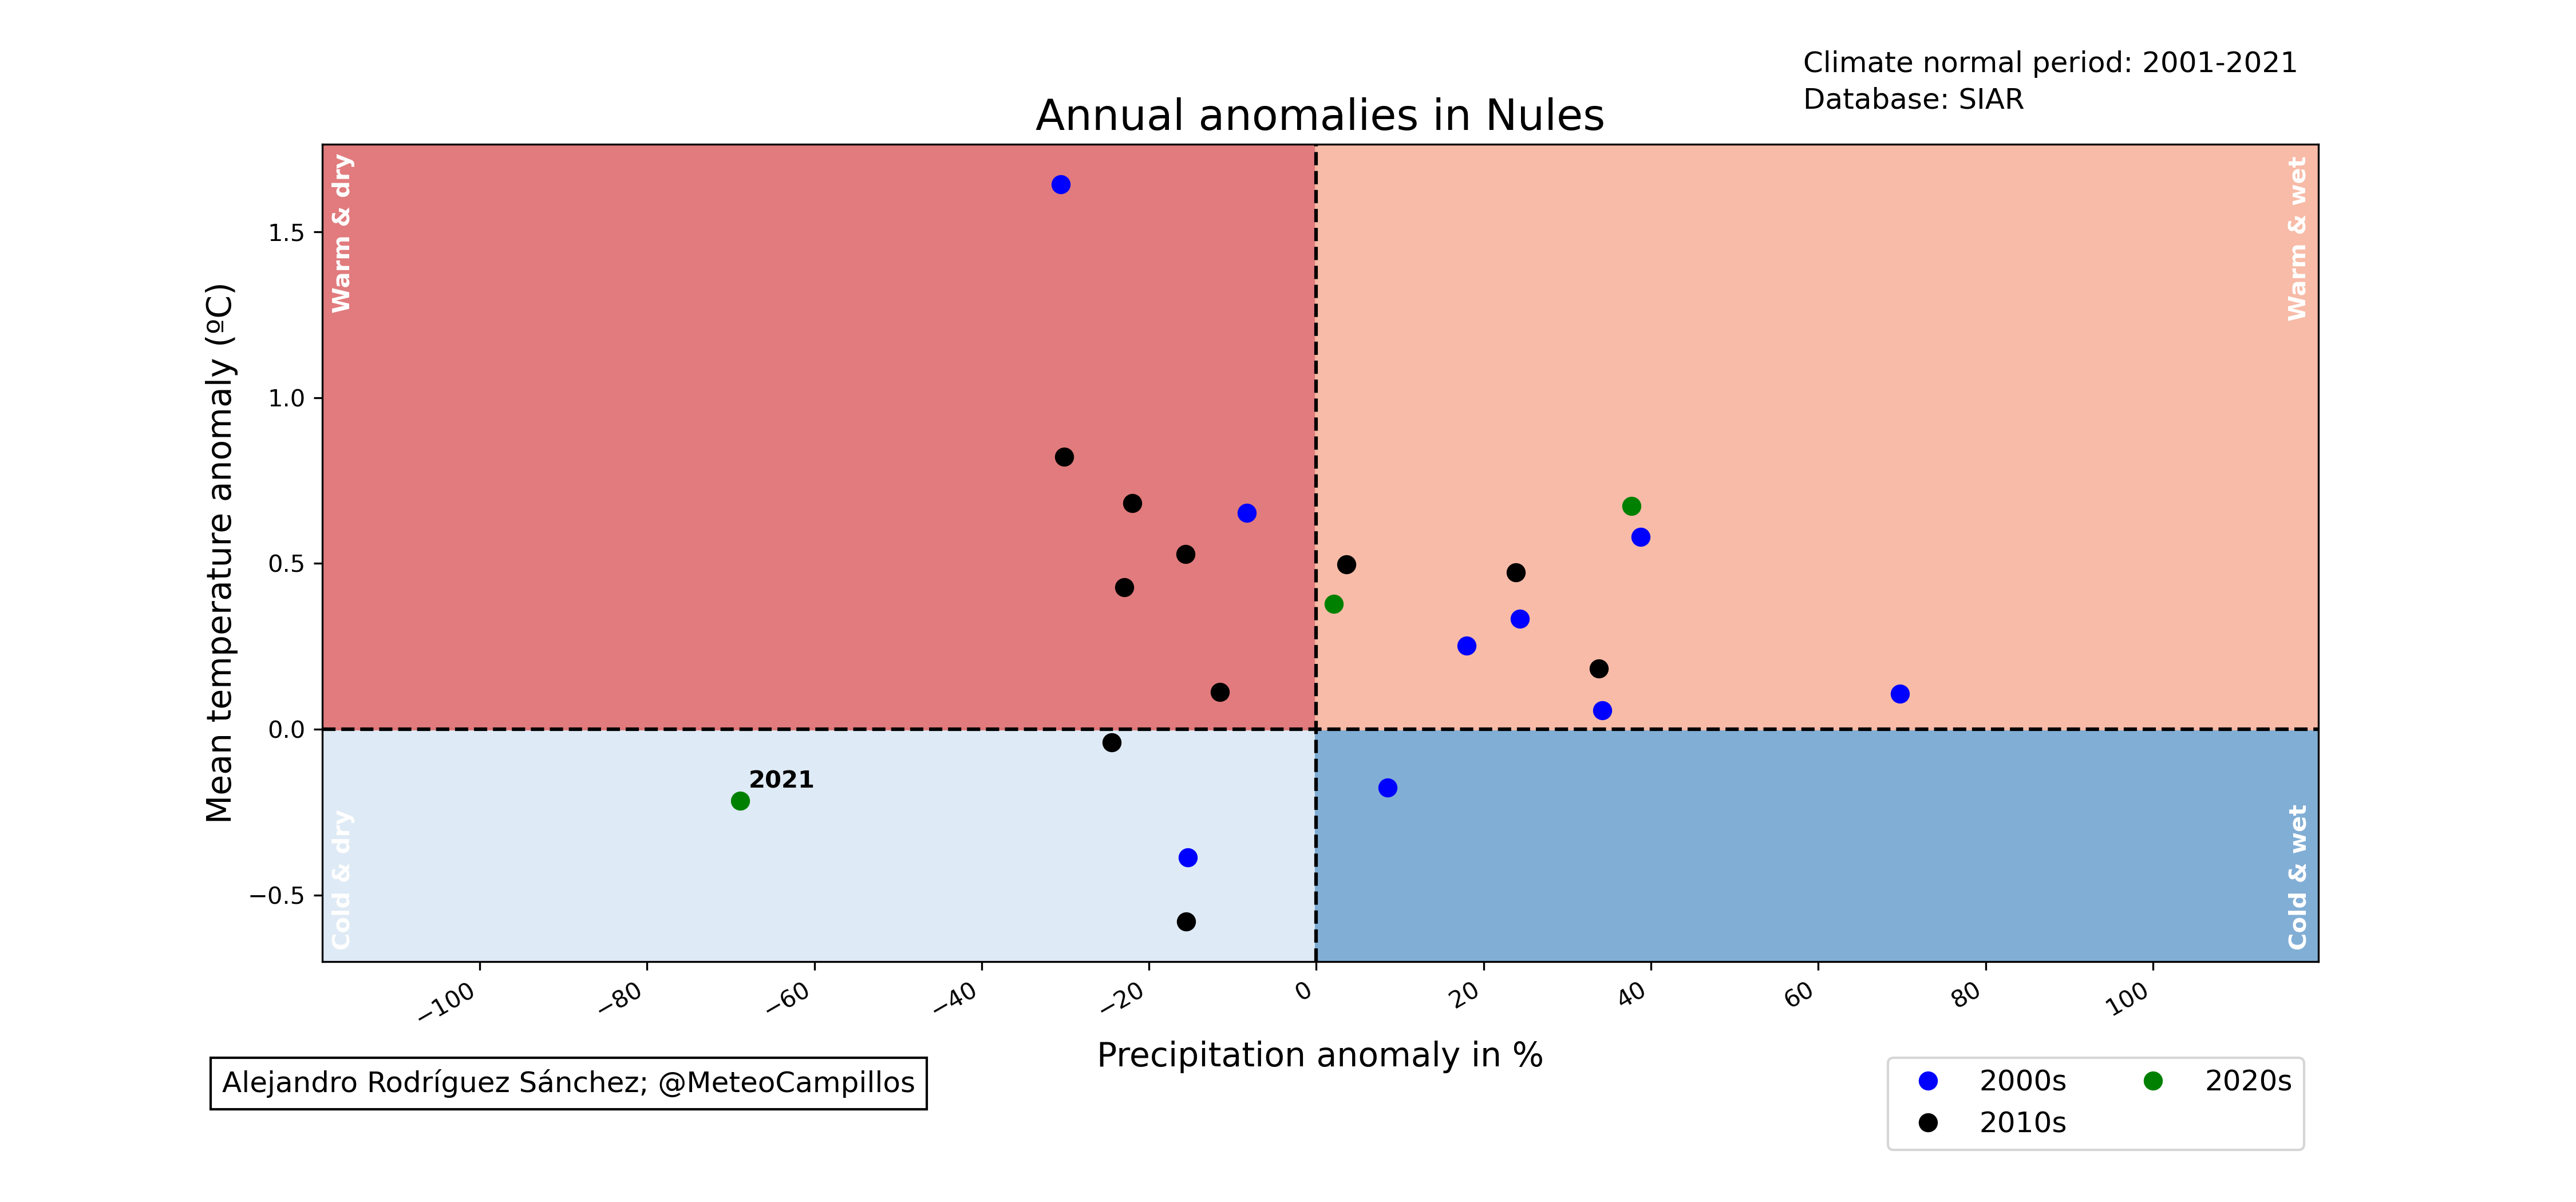 Climate normal period: 2001-2021
Database: SIAR
Annual anomalies in Nules
Warm & dry
Warm & wet
1.5
1.0
0.5
0.0
−0.5
Mean temperature anomaly (ºC)
2021
Cold & dry
Cold & wet
−100
−80
−60
−40
−20
0
20
40
60
80
100
Precipitation anomaly in %
Alejandro Rodríguez Sánchez; @MeteoCampillos
2000s
2010s
2020s